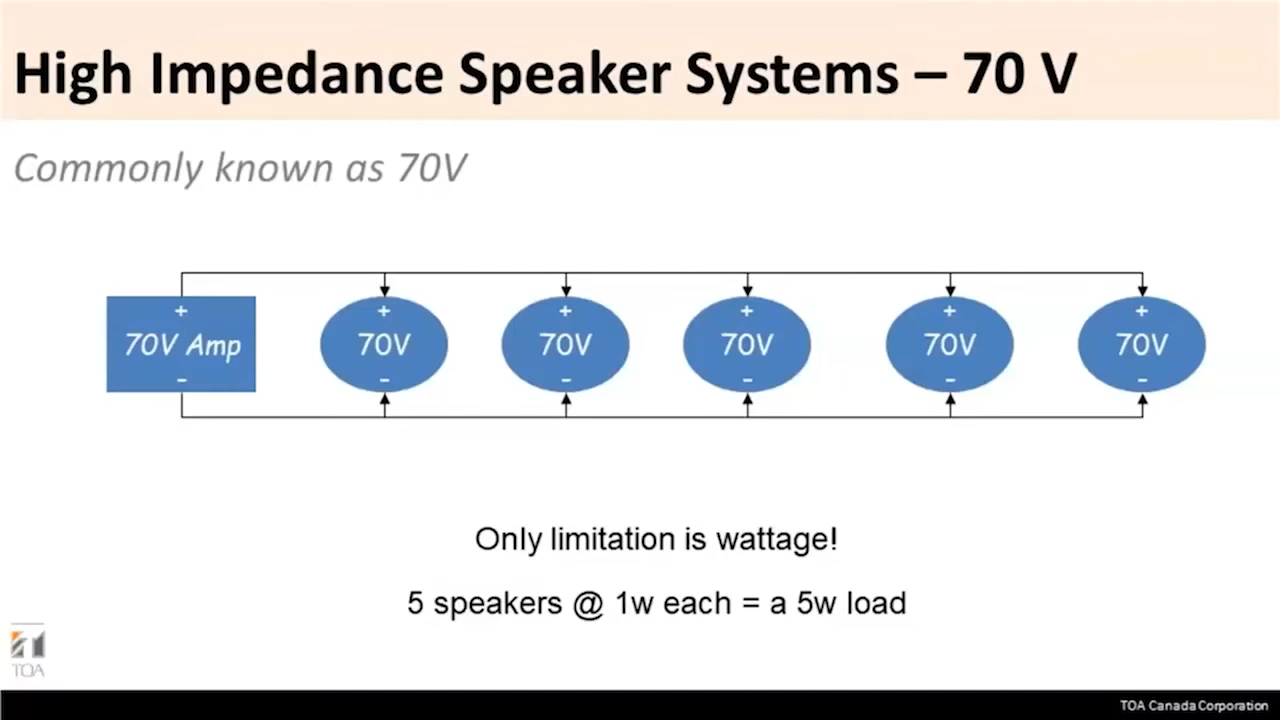 High Impedance Speaker Systems – 70 V
Commonly known as 70V
+ + + + + +
70V Amp 70V 70V 70V 70V 70V
- - - - - -
Only limitation is wattage!
5 speakers @ 1w each = a 5w load
TOA
TOA Canada Corporation